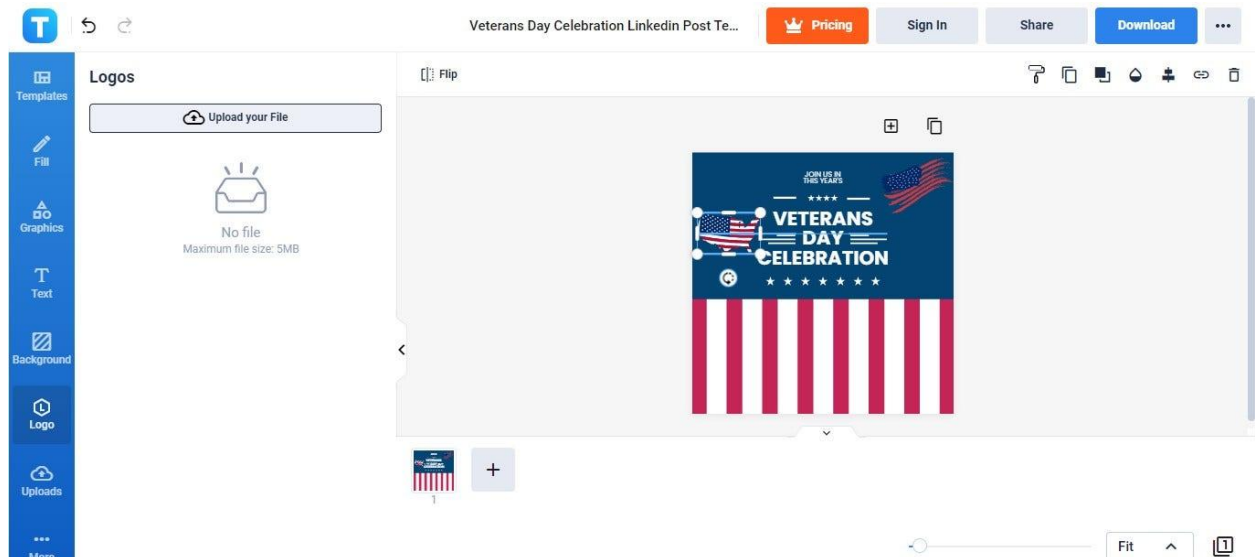 T
Veterans Day Celebration Linkedin Post Te...
Pricing
Sign In
Share
Download
Templates
Fill
Graphics
T
Text
Background
L
Logo
Uploads
More
Logos
Upload your File
No file
Maximum file size: 5MB
Flip
JOIN US IN
THIS YEAR'S
VETERANS
DAY
CELEBRATION
1
Fit
1